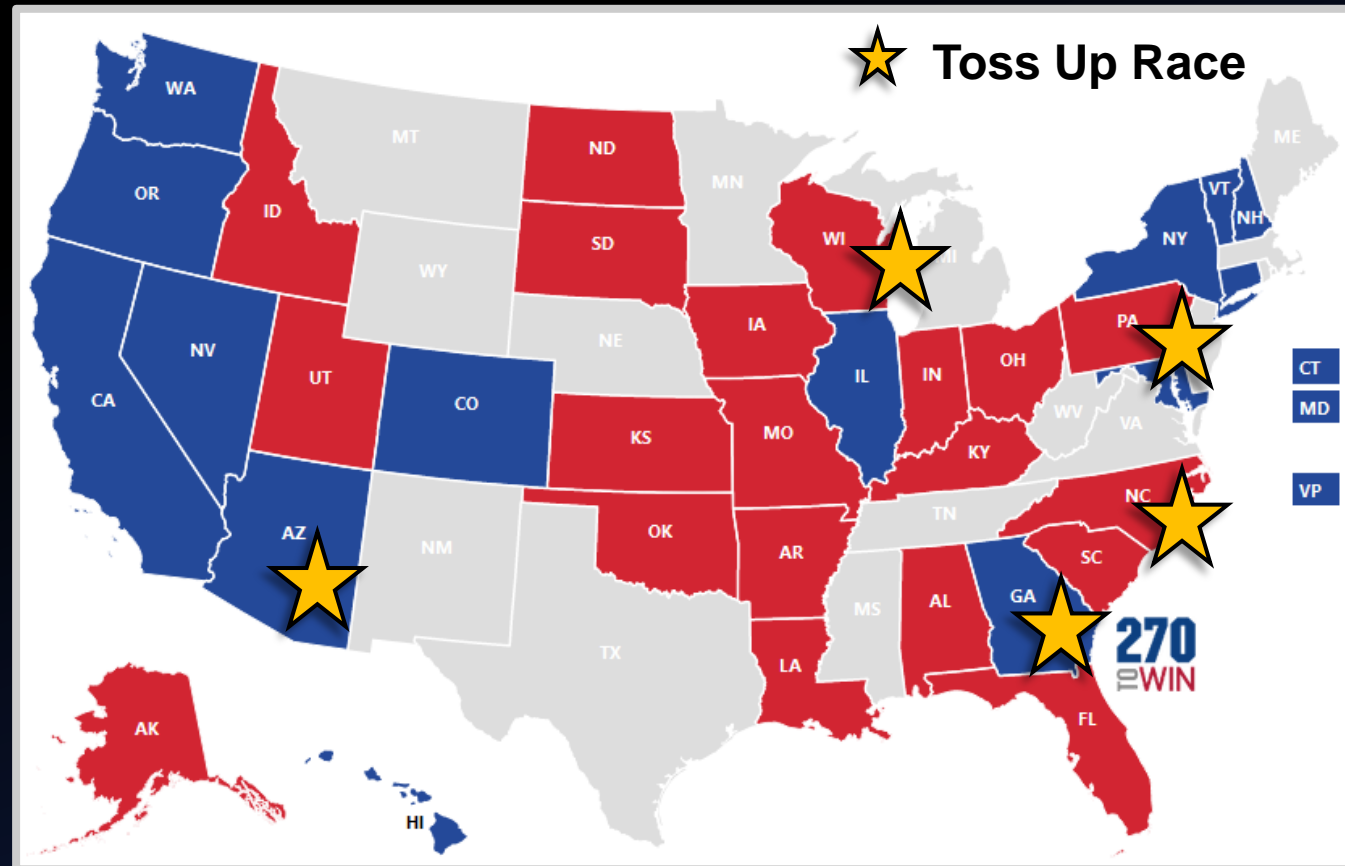 Toss Up Race
WA
MT
ND
MN
ME
OR
ID
VT
NH
SD
WI
MI
NY
WY
IA
PA
NE
NV
IL
IN
OH
CT
UT
CA
CO
MD
WV
VA
KS
MO
KY
VP
NC
TN
AZ
NM
OK
AR
SC
MS
AL
GA
270
TO WIN
TX
LA
FL
AK
HI